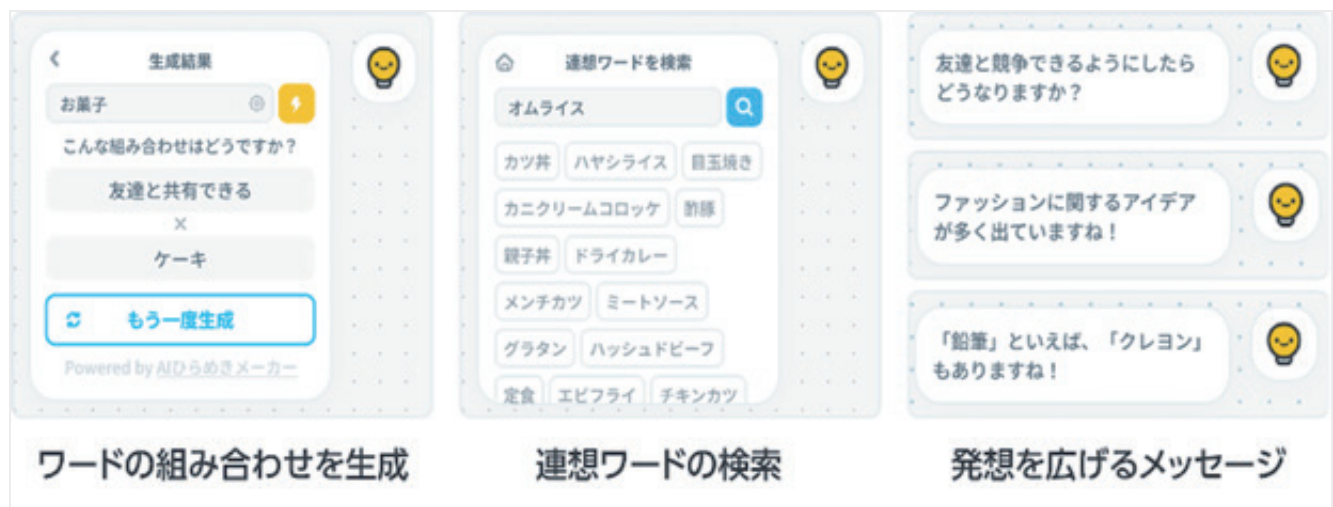 生成結果
お菓子
こんな組み合わせはどうですか？
友達と共有できる
×
ケーキ
もう一度生成
Powered by AIひらめきメーカー
ワードの組み合わせを生成
連想ワードを検索
オムライス
カツ丼 ハヤシライス 目玉焼き
カニクリームコロッケ 酢豚
親子丼 ドライカレー
メンチカツ ミートソース
グラタン ハッシュドビーフ
定食 エビフライ チキンカツ
連想ワードの検索
友達と競争できるようにしたら
どうなりますか？
ファッションに関するアイデア
が多く出ていますね！
「鉛筆」といえば、「クレヨン」
もありますね！
発想を広げるメッセージ